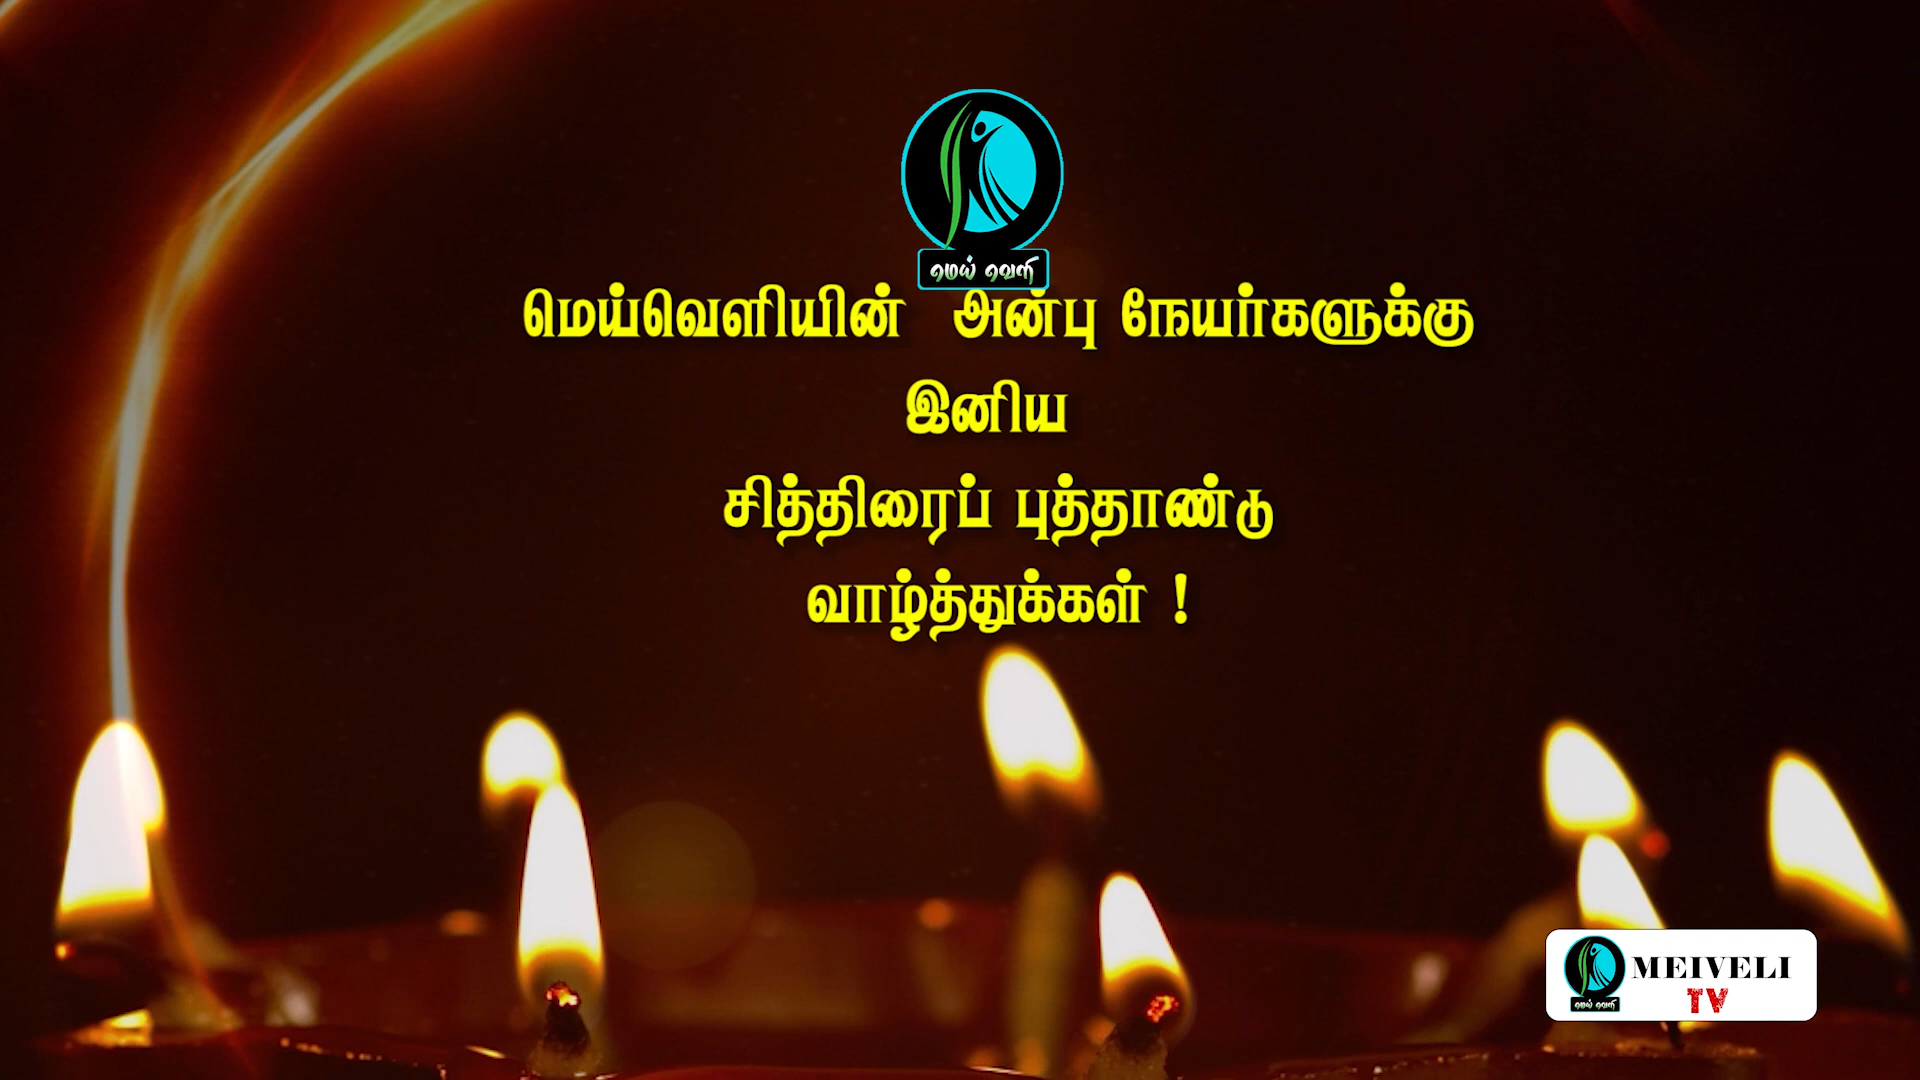 மெய் வெளி
மெய்வெளியின் அன்பு நேயர்களுக்கு
இனிய
சித்திரைப் புத்தாண்டு
வாழ்த்துக்கள் !
MEIVELI
மெய் வெளி
TV